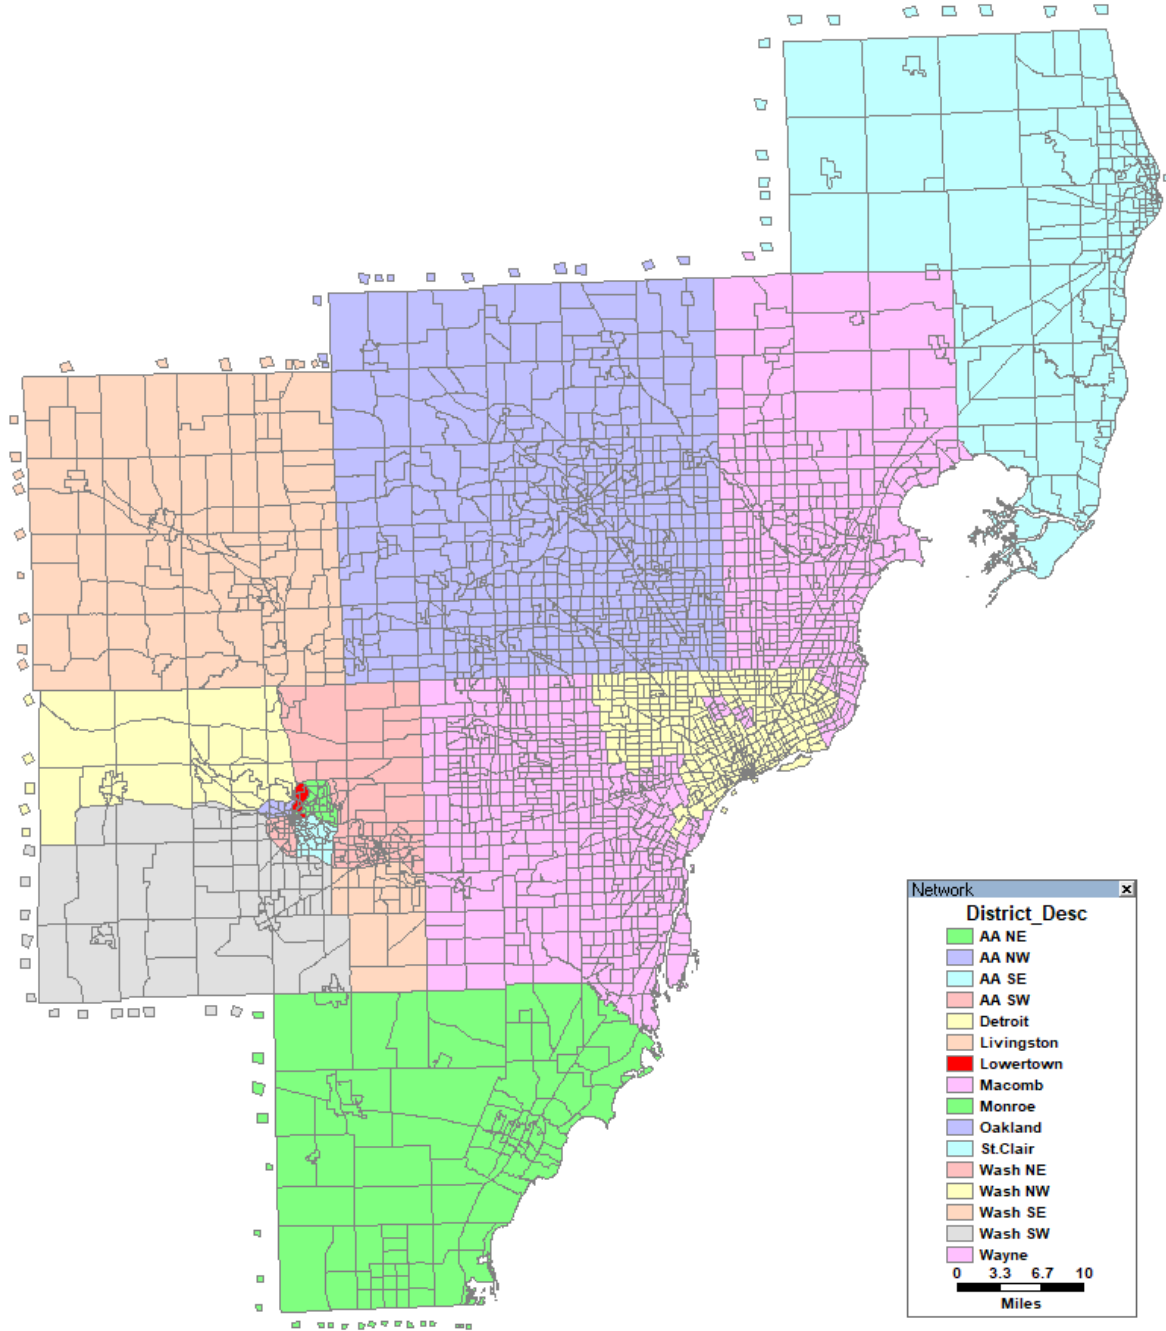 Network
District_Desc
AA NE
AA NW
AA SE
AA SW
Detroit
Livingston
Lowertown
Macomb
Monroe
Oakland
St.Clair
Wash NE
Wash NW
Wash SE
Wash SW
Wayne
0 3.3 6.7 10
Miles